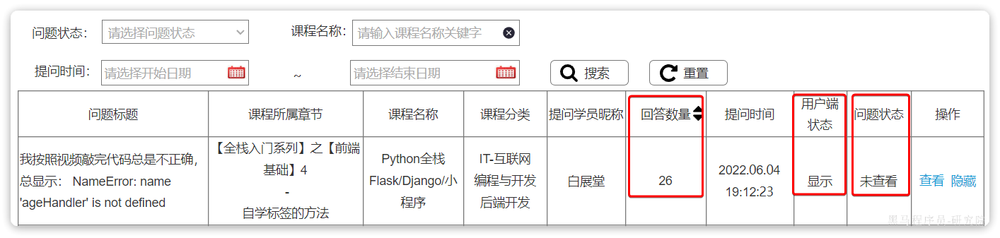 问题状态： 请选择问题状态 课程名称: 请输入课程名称关键字
提问时间: 请选择开始日期 ~ 请选择结束日期 搜索 重置
问题标题 课程所属章节 课程名称 课程分类 提问学员昵称 回答数量 提问时间 用户端
状态 问题状态 操作
我按照视频敲完代码总是不正确，
总显示： NameError: name
'ageHandler' is not defined
【全栈入门系列】之【前端
基础】4
-
自学标签的方法
Python全栈
Flask/Django/小
程序
IT-互联网
编程与开发
后端开发
白展堂
26
2022.06.04
19:12:23
显示
未查看
查看 隐藏
黑马程序员-研究院